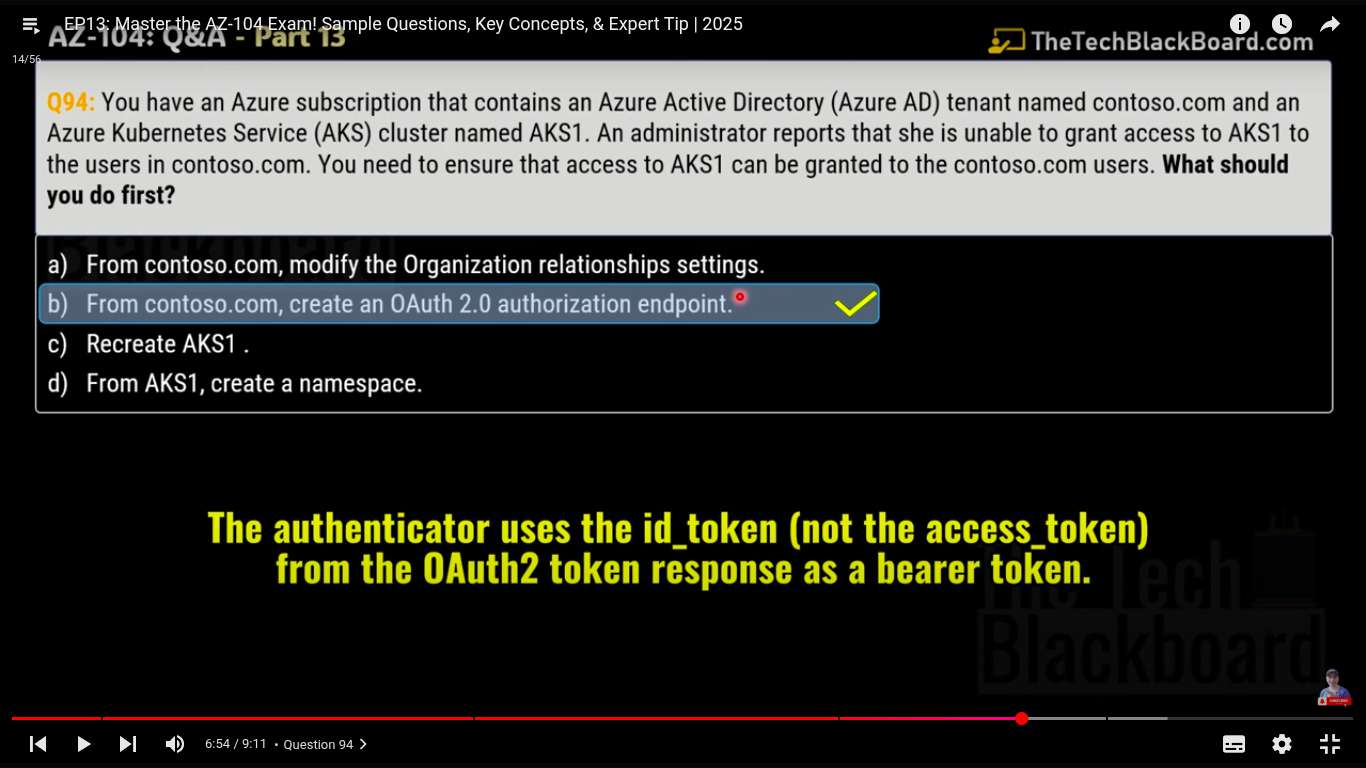 EP13: Master the AZ-104 Exam! Sample Questions, Key Concepts, & Expert Tip | 2025
AZ-104: Q&A - Part 13
TheTechBlackBoard.com
14/56
Q94: You have an Azure subscription that contains an Azure Active Directory (Azure AD) tenant named contoso.com and an
Azure Kubernetes Service (AKS) cluster named AKS1. An administrator reports that she is unable to grant access to AKS1 to
the users in contoso.com. You need to ensure that access to AKS1 can be granted to the contoso.com users. What should
you do first?
a) From contoso.com, modify the Organization relationships settings.
b) From contoso.com, create an OAuth 2.0 authorization endpoint.
c) Recreate AKS1 .
d) From AKS1, create a namespace.
The authenticator uses the id_token (not the access_token)
from the OAuth2 token response as a bearer token.
The Tech
Blackboard
6:54 / 9:11 • Question 94